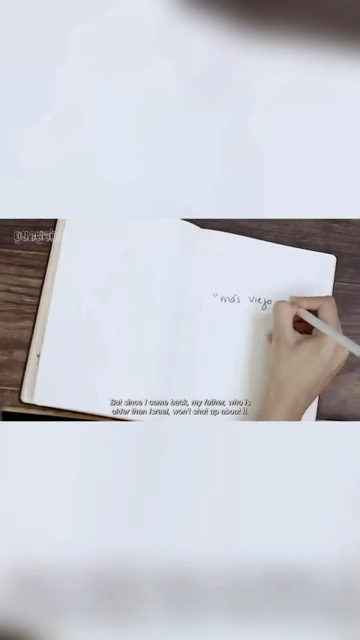 "más viejo
But since I came back, my father, who is
older than Israel, won't shut up about it.